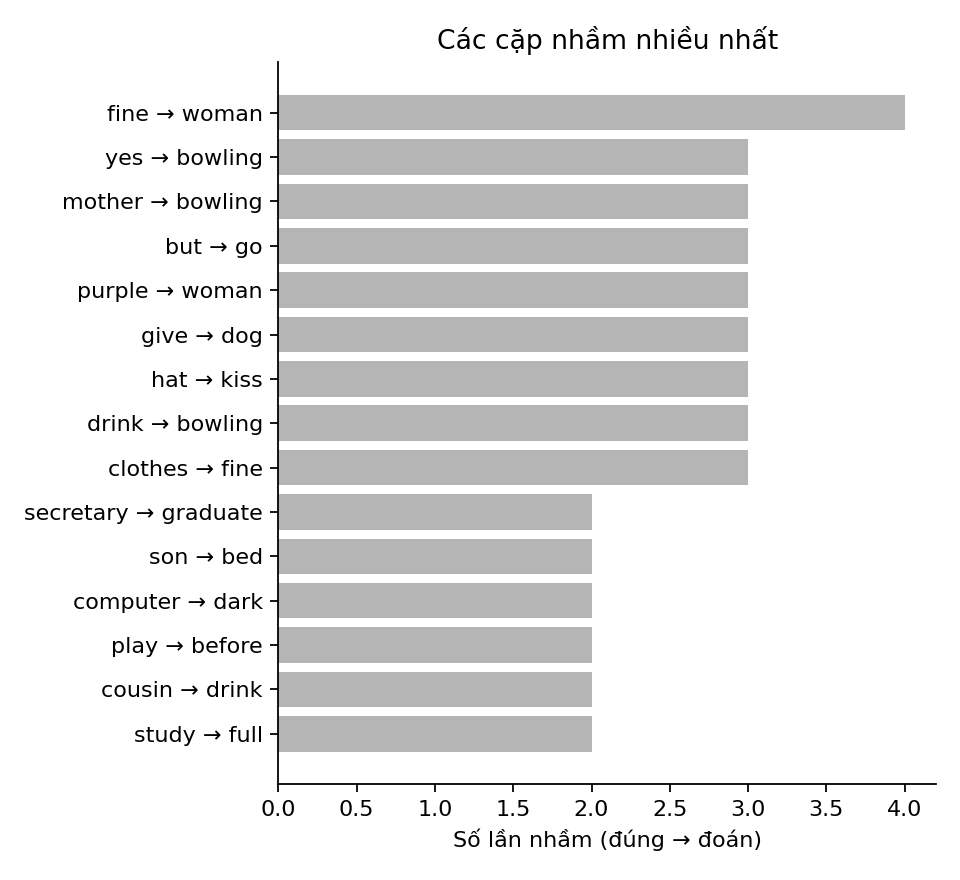 Các cặp nhầm nhiều nhất
fine → woman
yes → bowling
mother → bowling
but → go
purple → woman
give → dog
hat → kiss
drink → bowling
clothes → fine
secretary → graduate
son → bed
computer → dark
play → before
cousin → drink
study → full
0.0 0.5 1.0 1.5 2.0 2.5 3.0 3.5 4.0
Số lần nhầm (đúng → đoán)